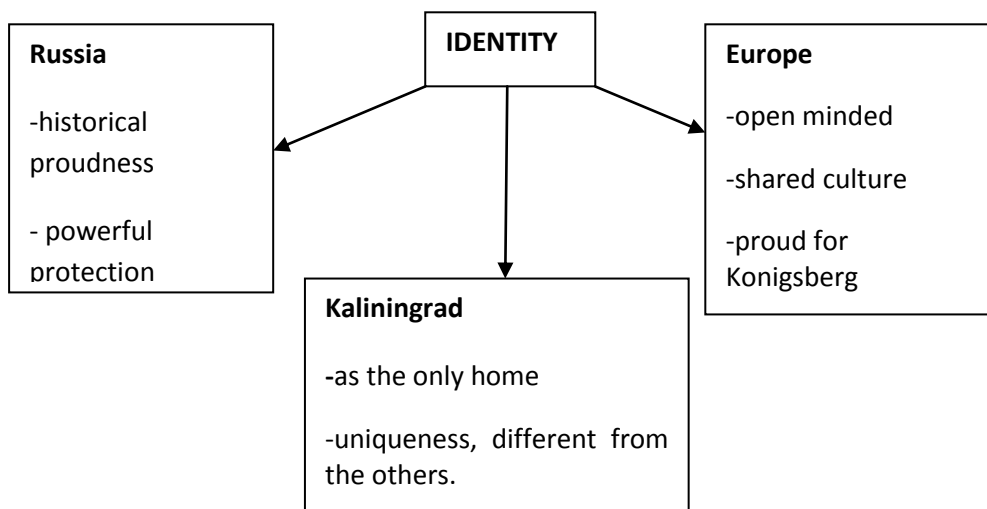 IDENTITY
Russia
-historical
proudness
- powerful
protection
Europe
-open minded
-shared culture
-proud for
Konigsberg
Kaliningrad
-as the only home
-uniqueness, different from
the others.